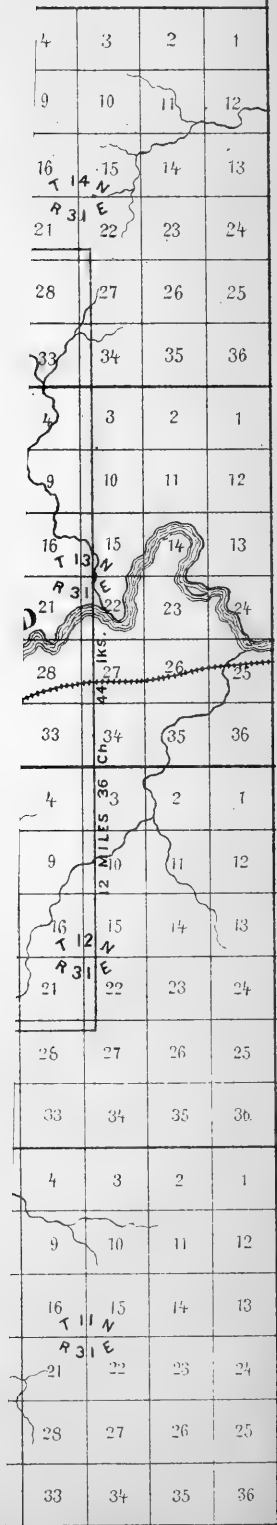 4 3 2 1
9 10 11 12
16 15 14 13
T 14 N
R 31 E
21 22 23 24
28 27 26 25
33 34 35 36
4 3 2 1
9 10 11 12
16 15 14 13
T 13 N
R 31 E
21 22 23 24
D
28 27 26 25
33 34 35 36
12 MILES 36 Ch. 44 lks.
4 3 2 1
9 10 11 12
16 15 14 13
T 12 N
R 31 E
21 22 23 24
28 27 26 25
33 34 35 36.
4 3 2 1
9 10 11 12
16 15 14 13
T 11 N
R 31 E
21 22 23 24
28 27 26 25
33 34 35 36